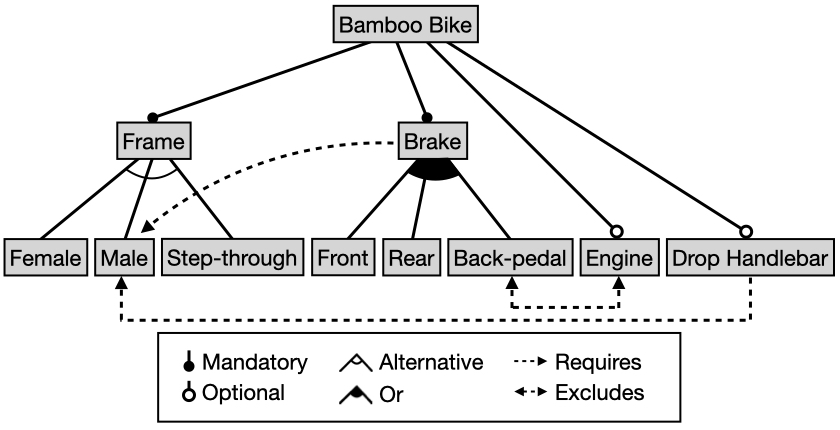 Bamboo Bike
Frame
Brake
Female
Male
Step-through
Front
Rear
Back-pedal
Engine
Drop Handlebar
Mandatory
Alternative
Requires
Optional
Or
Excludes